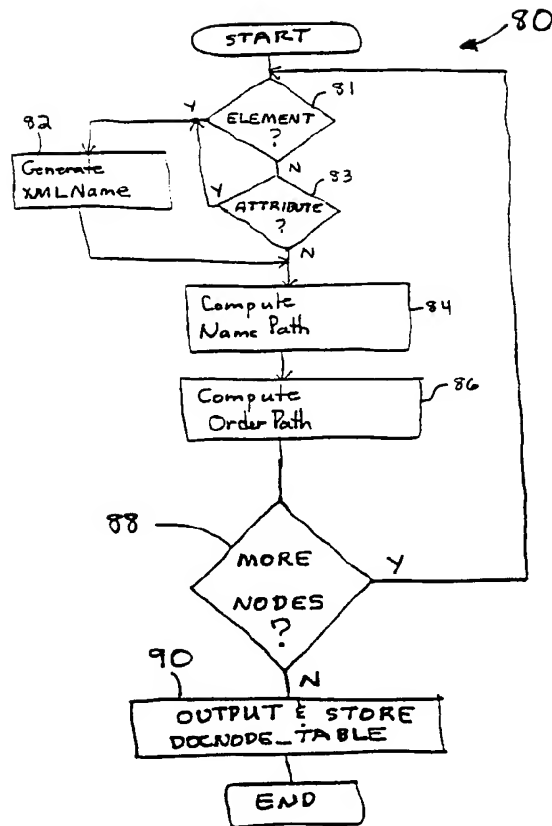 80
START
81
ELEMENT
?
Y
N
82
Generate
XMLName
83
ATTRIBUTE
?
Y
N
Compute
Name Path
84
Compute
Order Path
86
88
MORE
NODES
?
Y
N
90
OUTPUT & STORE
DOCNODE_TABLE
END